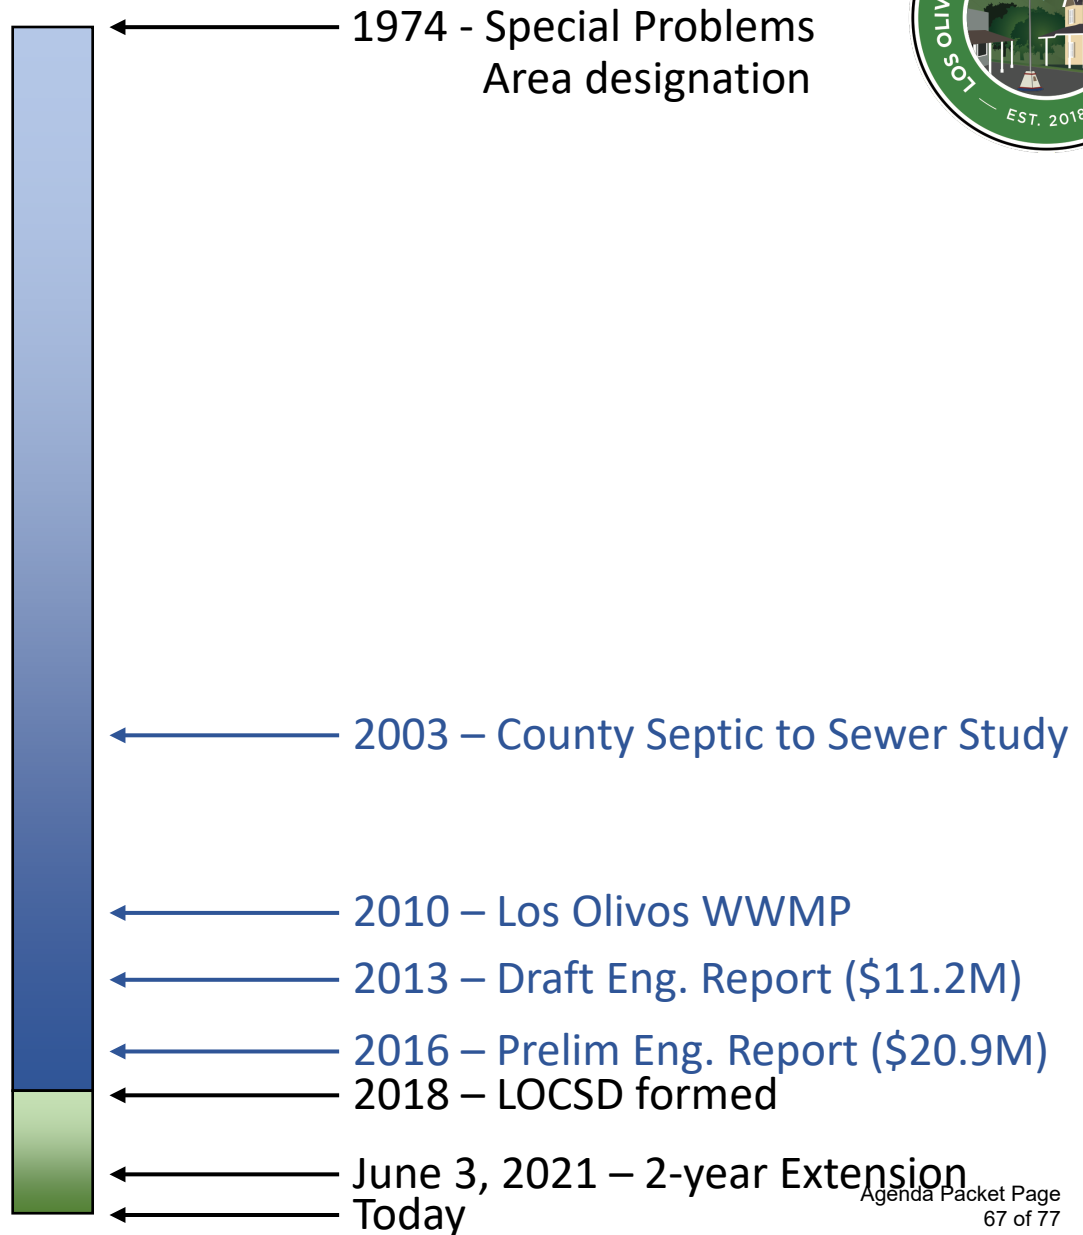 1974 - Special Problems
Area designation
LOS OLIV
EST. 2018
2003 – County Septic to Sewer Study
2010 – Los Olivos WWMP
2013 – Draft Eng. Report ($11.2M)
2016 – Prelim Eng. Report ($20.9M)
2018 – LOCSD formed
June 3, 2021 – 2-year Extension
Today
Agenda Packet Page
67 of 77